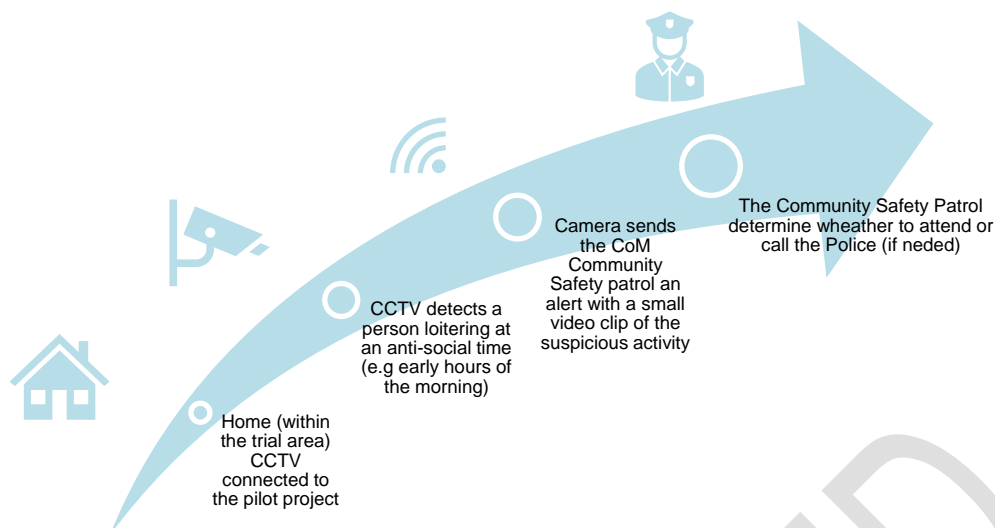 Home (within
the trial area)
CCTV
connected to
the pilot project
CCTV detects a
person loitering at
an anti-social time
(e.g early hours of
the morning)
Camera sends
the CoM
Community
Safety patrol an
alert with a small
video clip of the
suspicious activity
The Community Safety Patrol
determine wheather to attend or
call the Police (if neded)